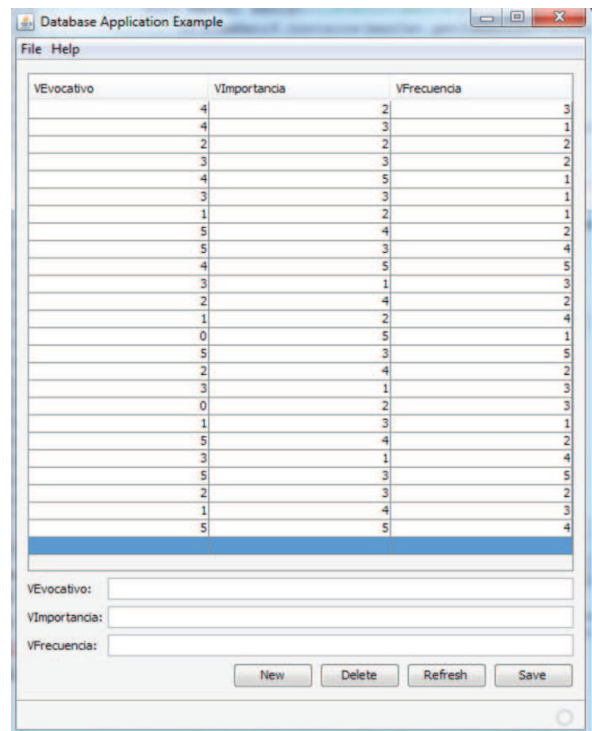 Database Application Example
File Help
VEvocativo VImportancia VFrecuencia
4 2 3
4 3 1
2 2 2
3 3 2
4 5 1
3 3 1
1 2 1
5 4 2
5 3 4
4 5 5
3 1 3
2 4 2
1 2 4
0 5 1
5 3 5
2 4 2
3 1 3
0 2 3
1 3 1
5 4 2
3 1 4
5 3 5
2 3 2
1 4 3
5 5 4
VEvocativo:
VImportancia:
VFrecuencia:
New Delete Refresh Save